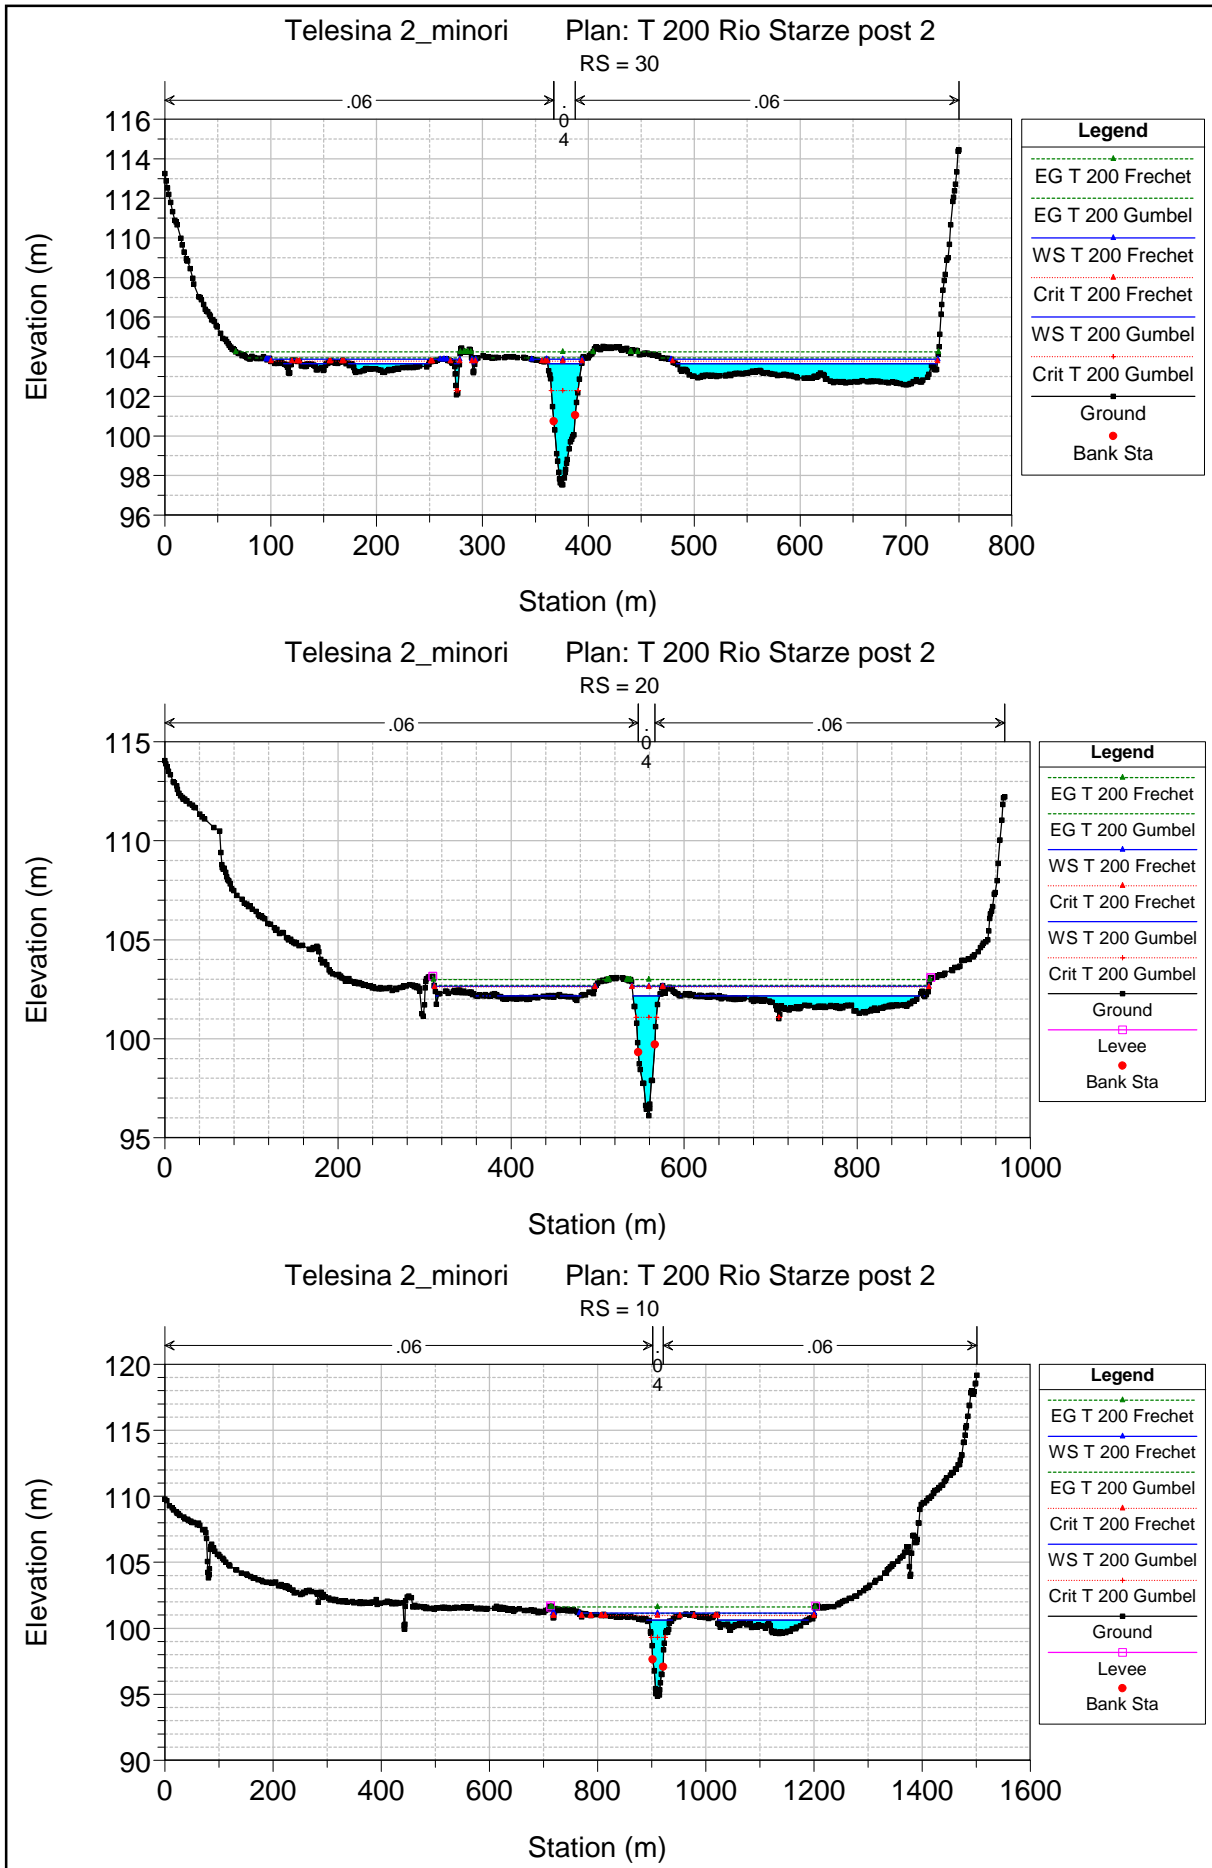 Telesina 2_minori Plan: T 200 Rio Starze post 2
RS = 30
.06 .04 .06
116
114
112
110
108
106
104
102
100
98
96
0 100 200 300 400 500 600 700 800
Station (m)
Elevation (m)
Legend
EG T 200 Frechet
EG T 200 Gumbel
WS T 200 Frechet
Crit T 200 Frechet
WS T 200 Gumbel
Crit T 200 Gumbel
Ground
Bank Sta
Telesina 2_minori Plan: T 200 Rio Starze post 2
RS = 20
.06 .04 .06
115
110
105
100
95
0 200 400 600 800 1000
Station (m)
Elevation (m)
Legend
EG T 200 Frechet
EG T 200 Gumbel
WS T 200 Frechet
Crit T 200 Frechet
WS T 200 Gumbel
Crit T 200 Gumbel
Ground
Levee
Bank Sta
Telesina 2_minori Plan: T 200 Rio Starze post 2
RS = 10
.06 .04 .06
120
115
110
105
100
95
90
0 200 400 600 800 1000 1200 1400 1600
Station (m)
Elevation (m)
Legend
EG T 200 Frechet
WS T 200 Frechet
EG T 200 Gumbel
Crit T 200 Frechet
WS T 200 Gumbel
Crit T 200 Gumbel
Ground
Levee
Bank Sta